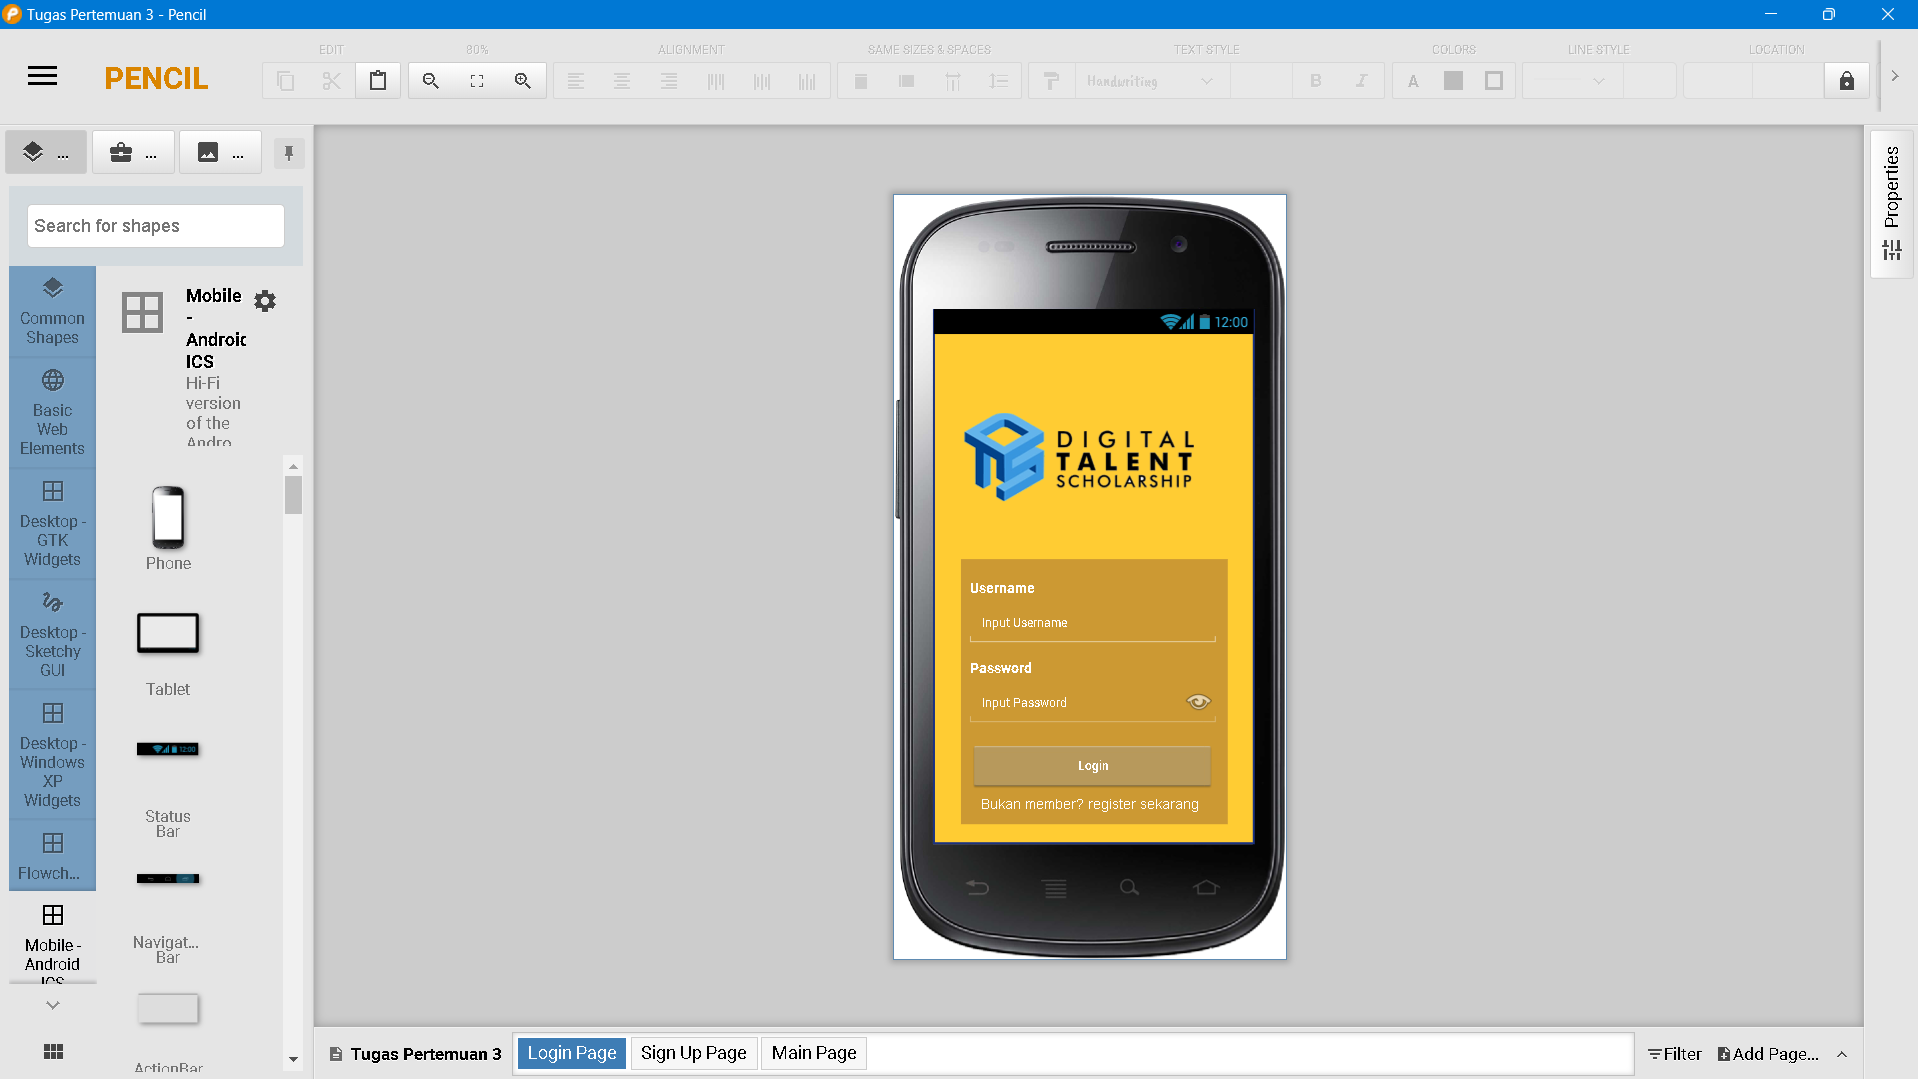 Tugas Pertemuan 3 - Pencil
EDIT
80%
ALIGNMENT
SAME SIZES & SPACES
TEXT STYLE
COLORS
LINE STYLE
LOCATION
PENCIL
Handwriting
B
I
A
...
...
...
Search for shapes
Common
Shapes
Basic
Web
Elements
Desktop -
GTK
Widgets
Desktop -
Sketchy
GUI
Desktop -
Windows
XP
Widgets
Flowch...
Mobile -
Android
ICS
Mobile
-
Android
ICS
Hi-Fi
version
of the
Andro
Phone
Tablet
12:00
Status
Bar
Navigat...
Bar
ActionBar
12:00
DIGITAL
TALENT
SCHOLARSHIP
Username
Input Username
Password
Input Password
Login
Bukan member? register sekarang
Properties
Tugas Pertemuan 3
Login Page
Sign Up Page
Main Page
Filter
Add Page...